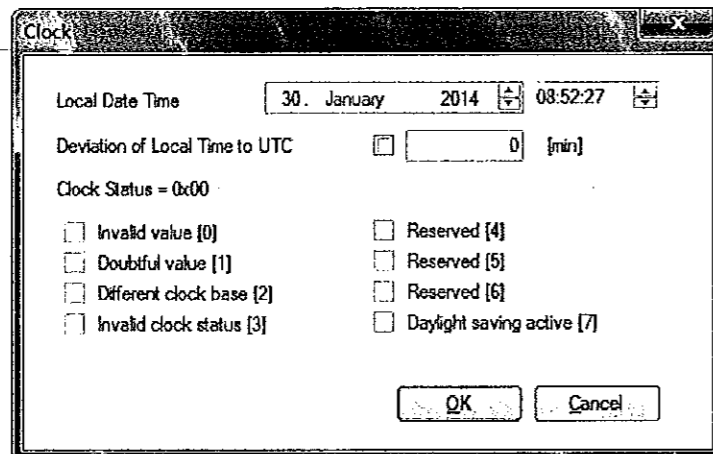 Clock
Local Date Time 30. January 2014 08:52:27
Deviation of Local Time to UTC 0 [min]
Clock Status = 0x00
Invalid value [0] Reserved [4]
Doubtful value [1] Reserved [5]
Different clock base [2] Reserved [6]
Invalid clock status [3] Daylight saving active [7]
OK Cancel